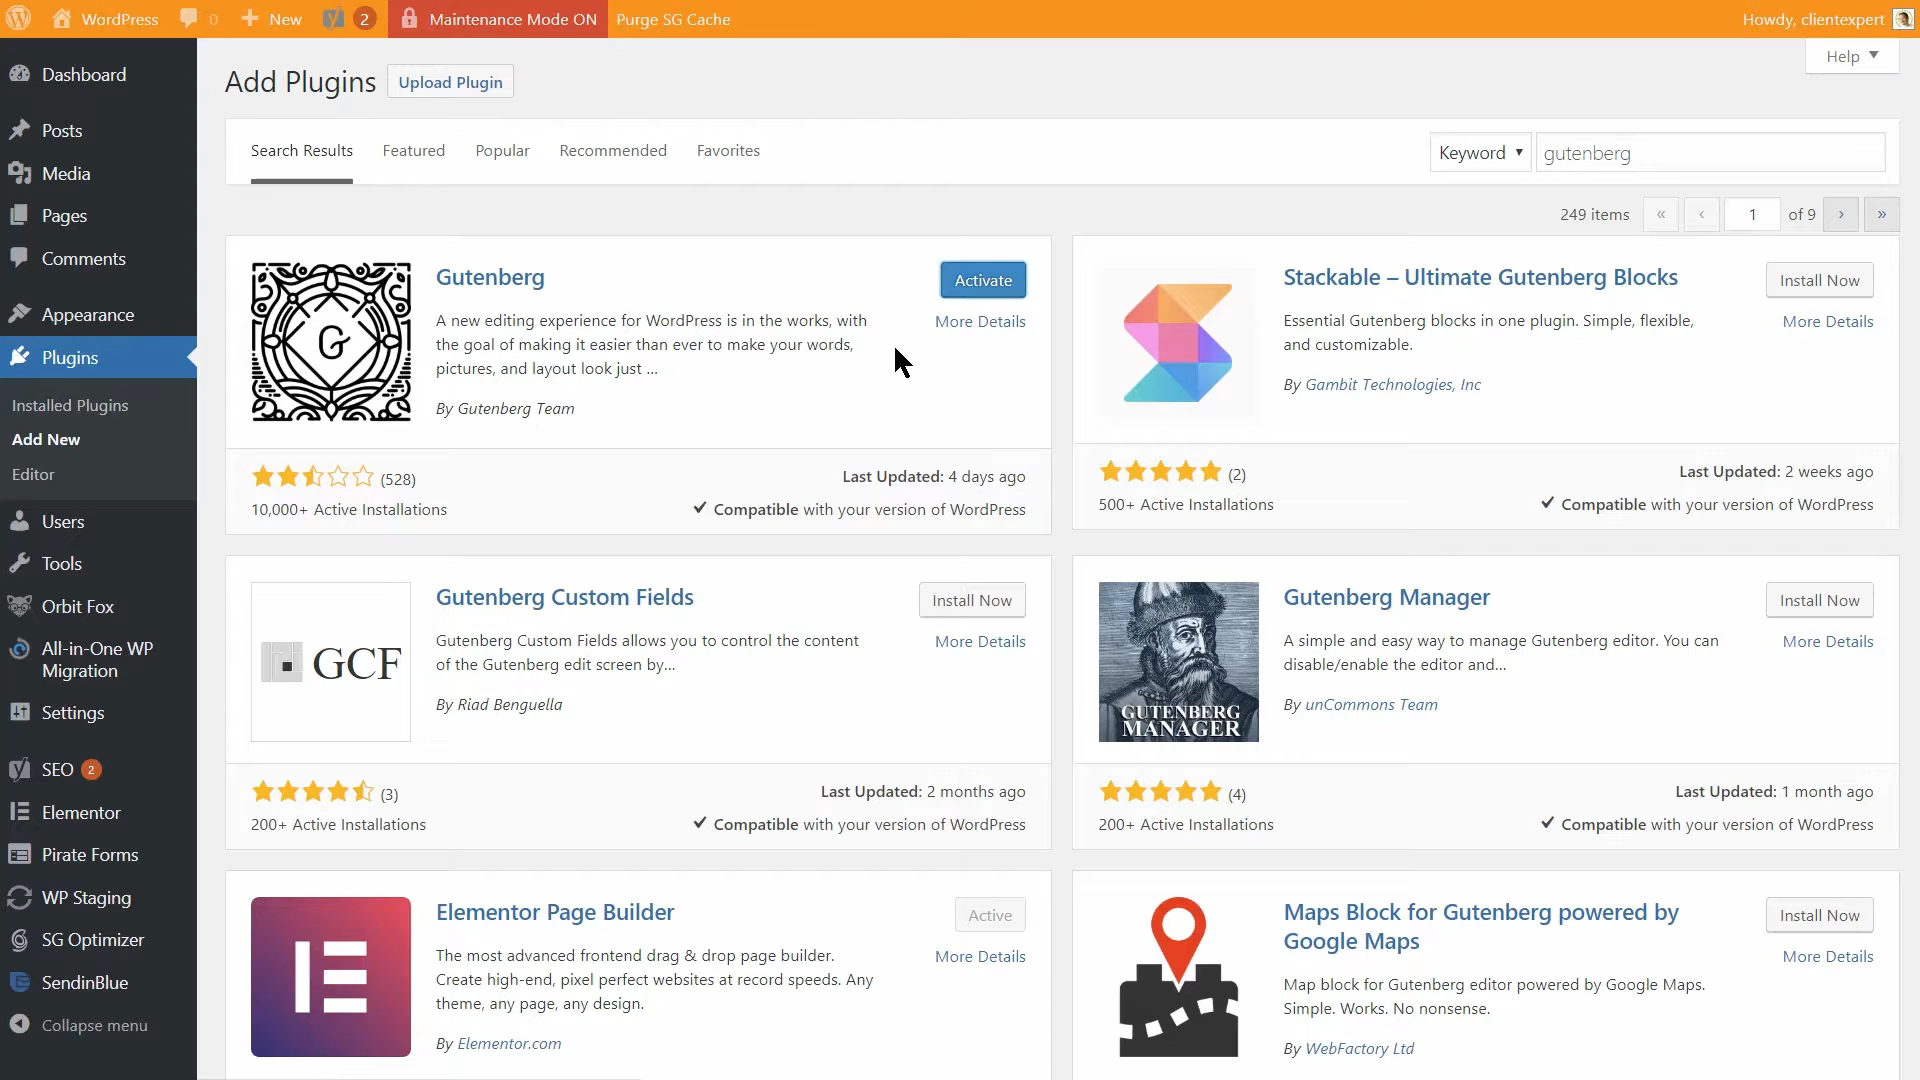 WordPress 0 New 2 Maintenance Mode ON Purge SG Cache Howdy, clientexpert
Help
Dashboard
Posts
Media
Pages
Comments
Appearance
Plugins
Installed Plugins
Add New
Editor
Users
Tools
Orbit Fox
All-in-One WP
Migration
Settings
SEO 2
Elementor
Pirate Forms
WP Staging
SG Optimizer
SendinBlue
Collapse menu
Add Plugins Upload Plugin
Search Results Featured Popular Recommended Favorites Keyword gutenberg
249 items « ‹ 1 of 9 › »
G
Gutenberg
Activate
More Details
A new editing experience for WordPress is in the works, with
the goal of making it easier than ever to make your words,
pictures, and layout look just ...
By Gutenberg Team
(528)
Last Updated: 4 days ago
10,000+ Active Installations
Compatible with your version of WordPress
Stackable – Ultimate Gutenberg Blocks
Install Now
More Details
Essential Gutenberg blocks in one plugin. Simple, flexible,
and customizable.
By Gambit Technologies, Inc
(2)
Last Updated: 2 weeks ago
500+ Active Installations
Compatible with your version of WordPress
GCF
Gutenberg Custom Fields
Install Now
More Details
Gutenberg Custom Fields allows you to control the content
of the Gutenberg edit screen by...
By Riad Benguella
(3)
Last Updated: 2 months ago
200+ Active Installations
Compatible with your version of WordPress
GUTENBERG
MANAGER
Gutenberg Manager
Install Now
More Details
A simple and easy way to manage Gutenberg editor. You can
disable/enable the editor and...
By unCommons Team
(4)
Last Updated: 1 month ago
200+ Active Installations
Compatible with your version of WordPress
Elementor Page Builder
Active
More Details
The most advanced frontend drag & drop page builder.
Create high-end, pixel perfect websites at record speeds. Any
theme, any page, any design.
By Elementor.com
Maps Block for Gutenberg powered by
Google Maps
Install Now
More Details
Map block for Gutenberg editor powered by Google Maps.
Simple. Works. No nonsense.
By WebFactory Ltd